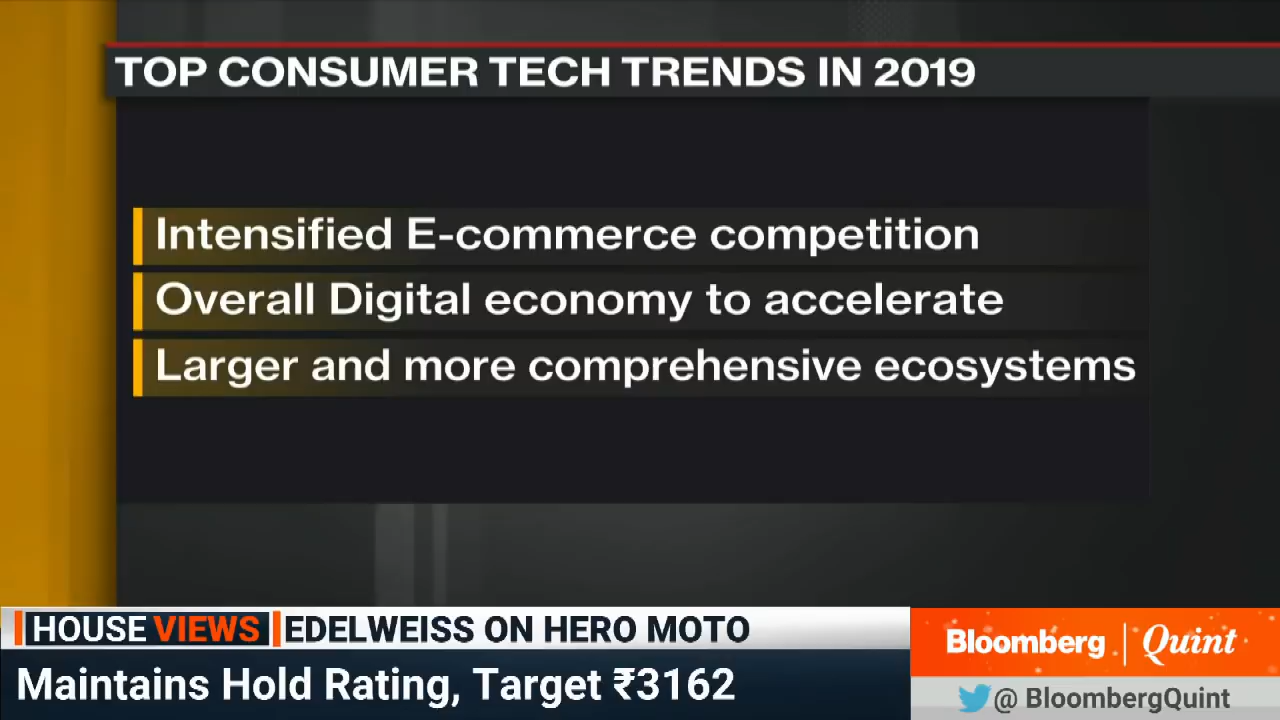 TOP CONSUMER TECH TRENDS IN 2019
Intensified E-commerce competition
Overall Digital economy to accelerate
Larger and more comprehensive ecosystems
HOUSE VIEWS EDELWEISS ON HERO MOTO
Maintains Hold Rating, Target ₹3162
Bloomberg | Quint
@ BloombergQuint